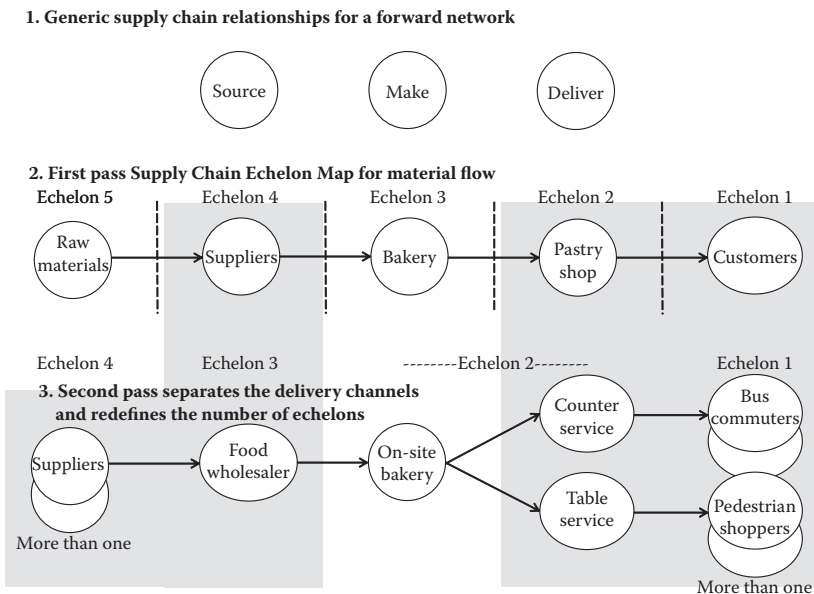 1. Generic supply chain relationships for a forward network
Source
Make
Deliver
2. First pass Supply Chain Echelon Map for material flow
Echelon 5
Echelon 4
Echelon 3
Echelon 2
Echelon 1
Raw
materials
Suppliers
Bakery
Pastry
shop
Customers
Echelon 4
Echelon 3
--------Echelon 2--------
Echelon 1
3. Second pass separates the delivery channels
and redefines the number of echelons
Suppliers
More than one
Food
wholesaler
On-site
bakery
Counter
service
Bus
commuters
Table
service
Pedestrian
shoppers
More than one